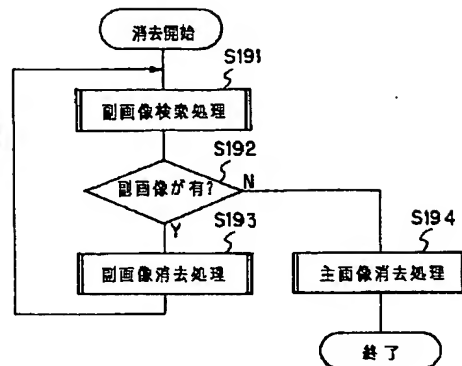 消去開始
S191
副画像検索処理
S192
副画像が有?
N
Y
S193
副画像消去処理
S194
主画像消去処理
終了